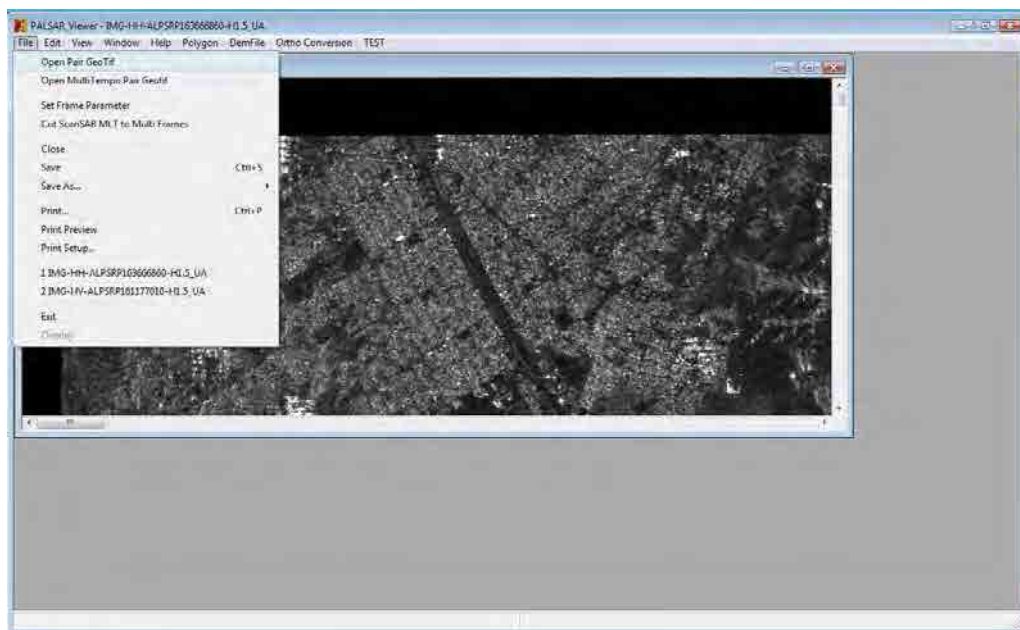 PALSAR Viewer - IMG-HH-ALPSRP163666860-H1.5_UA
File Edit View Window Help Polygon DemFile Ortho Conversion TEST
Open Pair GeoTif
Open MultiTempo Pair Geotif
Set Frame Parameter
Cut ScanSAR MLT to Multi Frames
Close
Save Ctrl+S
Save As...
Print... Ctrl+P
Print Preview
Print Setup...
1 IMG-HH-ALPSRP163666860-H1.5_UA
2 IMG-HV-ALPSRP161177010-H1.5_UA
Exit